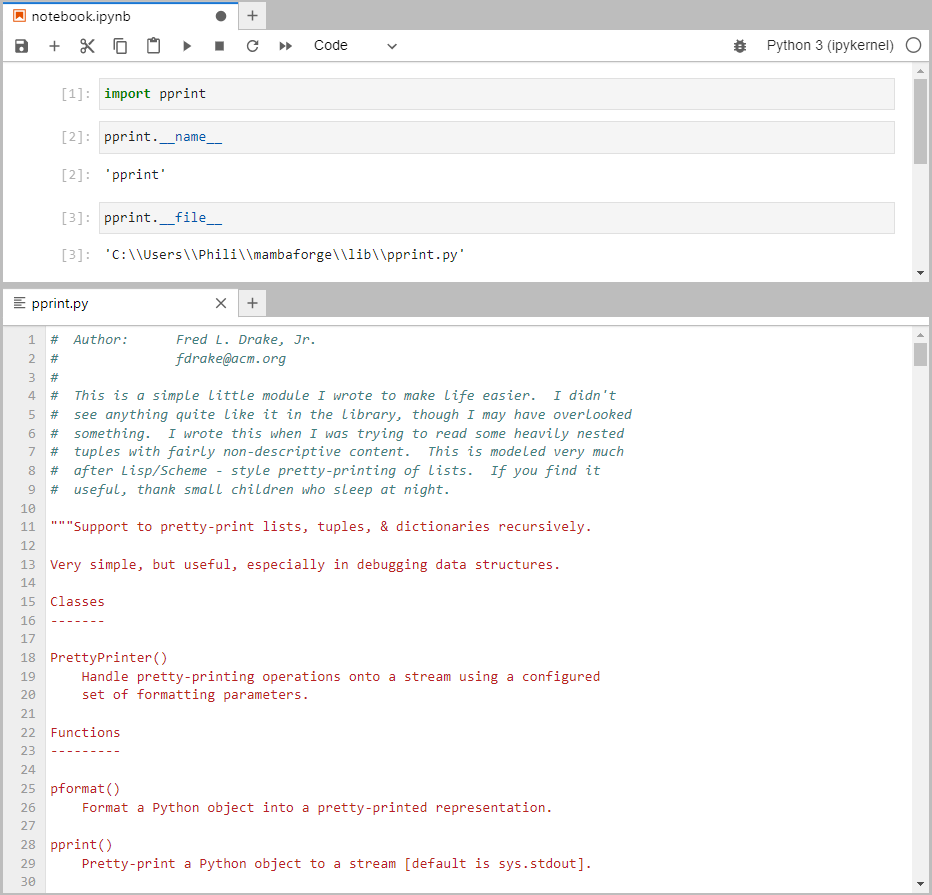 notebook.ipynb
Code
Python 3 (ipykernel)
[1]: import pprint
[2]: pprint.__name__
[2]: 'pprint'
[3]: pprint.__file__
[3]: 'C:\\Users\\Phili\\mambaforge\\lib\\pprint.py'
pprint.py
1 #  Author:      Fred L. Drake, Jr.
2 #               fdrake@acm.org
3 #
4 #  This is a simple little module I wrote to make life easier.  I didn't
5 #  see anything quite like it in the library, though I may have overlooked
6 #  something.  I wrote this when I was trying to read some heavily nested
7 #  tuples with fairly non-descriptive content.  This is modeled very much
8 #  after Lisp/Scheme - style pretty-printing of lists.  If you find it
9 #  useful, thank small children who sleep at night.
10
11 """Support to pretty-print lists, tuples, & dictionaries recursively.
12
13 Very simple, but useful, especially in debugging data structures.
14
15 Classes
16 -------
17
18 PrettyPrinter()
19     Handle pretty-printing operations onto a stream using a configured
20     set of formatting parameters.
21
22 Functions
23 ---------
24
25 pformat()
26     Format a Python object into a pretty-printed representation.
27
28 pprint()
29     Pretty-print a Python object to a stream [default is sys.stdout].
30